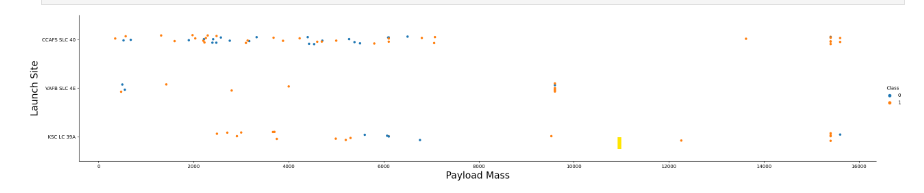 CCAFS SLC 40
VAFB SLC 4E
KSC LC 39A
Launch Site
0 2000 4000 6000 8000 10000 12000 14000 16000
Payload Mass
Class
0
1